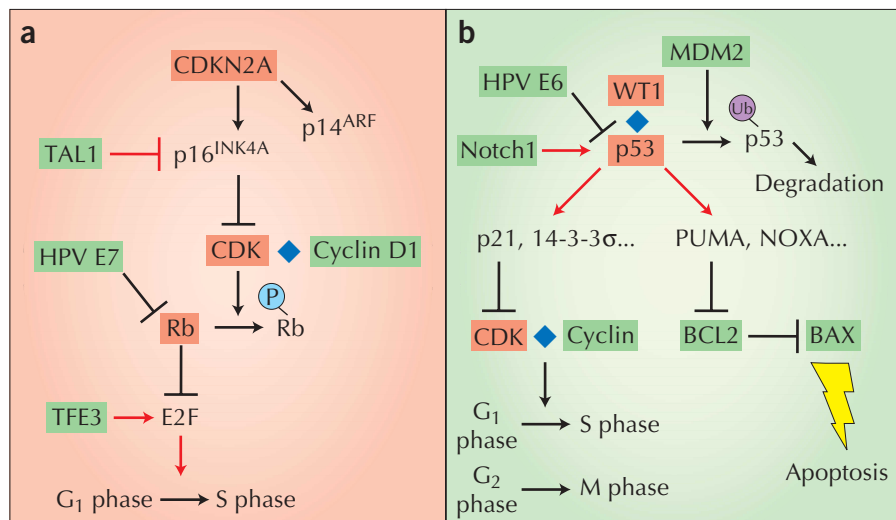 a
CDKN2A
p14ARF
TAL1
p16INK4A
CDK
Cyclin D1
HPV E7
P
Rb
Rb
TFE3
E2F
G1 phase
S phase
b
MDM2
HPV E6
WT1
Ub
Notch1
p53
p53
Degradation
p21, 14-3-3σ...
PUMA, NOXA...
CDK
Cyclin
BCL2
BAX
G1
phase
S phase
G2
phase
M phase
Apoptosis